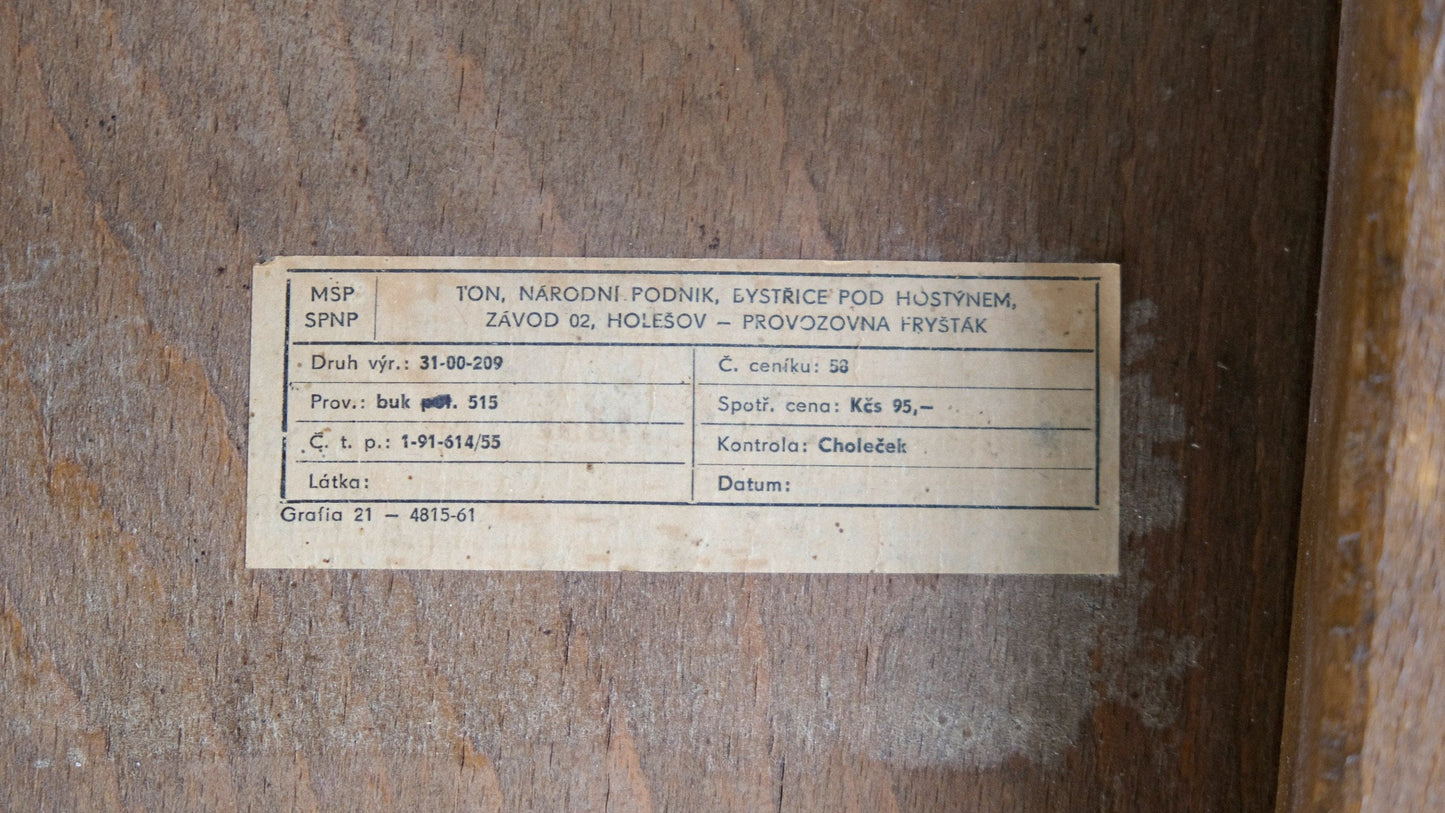 MSP
SPNP
TON, NÁRODNÍ PODNIK, BYSTŘICE POD HOSTÝNEM,
ZÁVOD 02, HOLEŠOV — PROVOZOVNA FRYŠTÁK
Druh výr.: 31-00-209
Č. ceníku: 58
Prov.: buk 515
Spotř. cena: Kčs 95,—
Č. t. p.: 1-91-614/55
Kontrola: Choleček
Látka:
Datum:
Grafia 21 — 4815-61